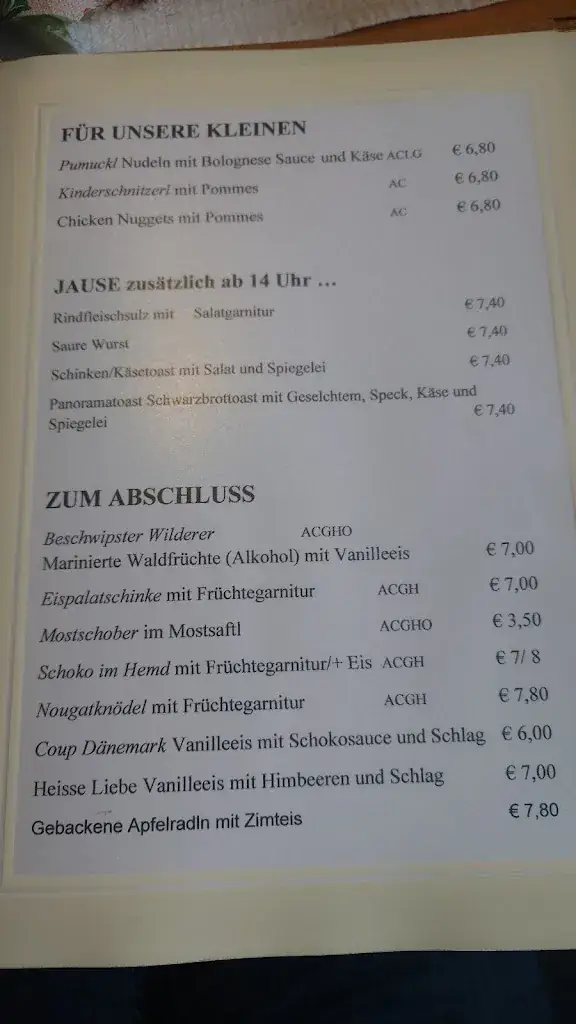 FÜR UNSERE KLEINEN
Pumuckl Nudeln mit Bolognese Sauce und Käse ACLG € 6,80
Kinderschnitzerl mit Pommes AC € 6,80
Chicken Nuggets mit Pommes AC € 6,80
JAUSE zusätzlich ab 14 Uhr ...
Rindfleischsulz mit Salatgarnitur € 7,40
Saure Wurst € 7,40
Schinken/Käsetoast mit Salat und Spiegelei € 7,40
Panoramatoast Schwarzbrottoast mit Geselchtem, Speck, Käse und
Spiegelei € 7,40
ZUM ABSCHLUSS
Beschwipster Wilderer ACGHO
Marinierte Waldfrüchte (Alkohol) mit Vanilleeis € 7,00
Eispalatschinke mit Früchtegarnitur ACGH € 7,00
Mostschober im Mostsaftl ACGHO € 3,50
Schoko im Hemd mit Früchtegarnitur/+ Eis ACGH € 7/ 8
Nougatknödel mit Früchtegarnitur ACGH € 7,80
Coup Dänemark Vanilleeis mit Schokosauce und Schlag € 6,00
Heisse Liebe Vanilleeis mit Himbeeren und Schlag € 7,00
Gebackene Apfelradln mit Zimteis € 7,80